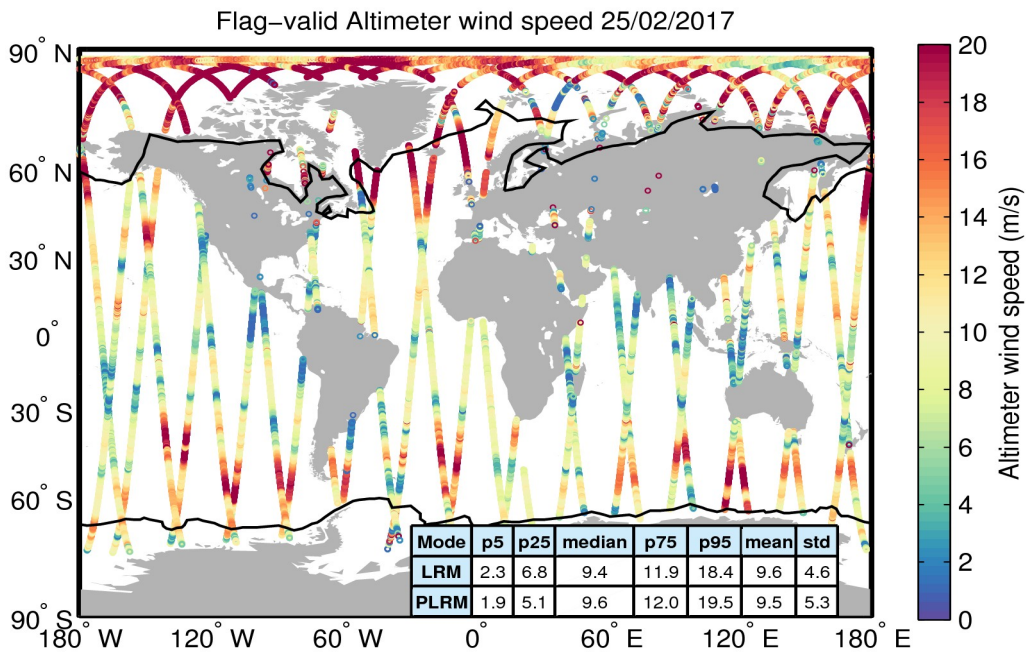 Flag−valid Altimeter wind speed 25/02/2017
90° N
60° N
30° N
0°
30° S
60° S
90° S
180° W
120° W
60° W
0°
60° E
120° E
180° E
Mode p5 p25 median p75 p95 mean std
LRM 2.3 6.8 9.4 11.9 18.4 9.6 4.6
PLRM 1.9 5.1 9.6 12.0 19.5 9.5 5.3
20
18
16
14
12
10
8
6
4
2
0
Altimeter wind speed (m/s)